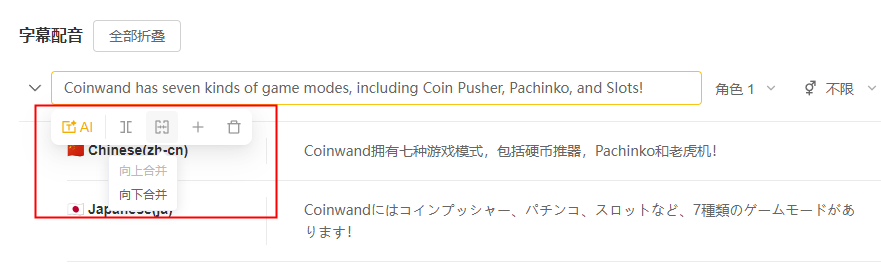 字幕配音 全部折叠
Coinwand has seven kinds of game modes, including Coin Pusher, Pachinko, and Slots! 角色 1 不限
AI
Chinese(zh-cn) Coinwand拥有七种游戏模式，包括硬币推器，Pachinko和老虎机！
向上合并
向下合并
Japanese(ja) Coinwandにはコインプッシャー、パチンコ、スロットなど、7種類のゲームモードがあ
ります！